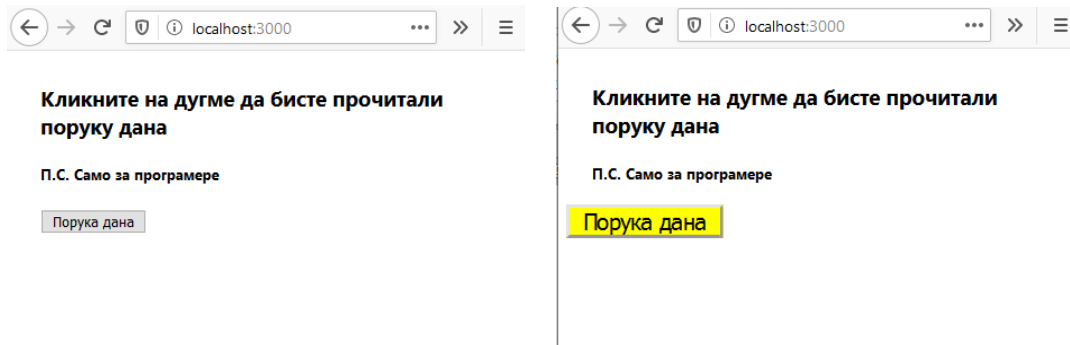 localhost:3000
Кликните на дугме да бисте прочитали
поруку дана
П.С. Само за програмере
Порука дана
localhost:3000
Кликните на дугме да бисте прочитали
поруку дана
П.С. Само за програмере
Порука дана